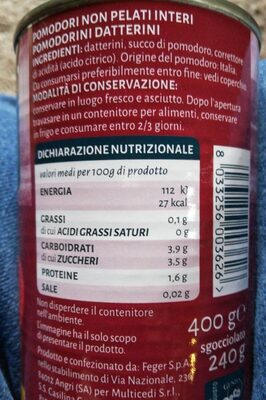 POMODORI NON PELATI INTERI
POMODORINI DATTERINI
INGREDIENTI: datterini, succo di pomodoro, correttore
di acidità (acido citrico). Origine del pomodoro: Italia.
Da consumarsi preferibilmente entro fine: vedi coperchio.
MODALITÀ DI CONSERVAZIONE:
conservare in luogo fresco e asciutto. Dopo l'apertura
travasare in un contenitore per alimenti, conservare
in frigo e consumare entro 2/3 giorni.
DICHIARAZIONE NUTRIZIONALE
valori medi per 100g di prodotto
ENERGIA 112 kJ
27 kcal
GRASSI 0,1 g
di cui ACIDI GRASSI SATURI 0 g
CARBOIDRATI 3,9 g
di cui ZUCCHERI 3,5 g
PROTEINE 1,6 g
SALE 0,02 g
8 033256 003622
Non disperdere il contenitore
nell'ambiente.
L'immagine ha il solo scopo
di presentare il prodotto.
400 g e
sgocciolato
240 g
Prodotto e confezionato da: Feger S.p.A.
nello stabilimento di Via Nazionale,
84012 Angri (SA) per Multicedi S.r.l.
S.S. Casilina